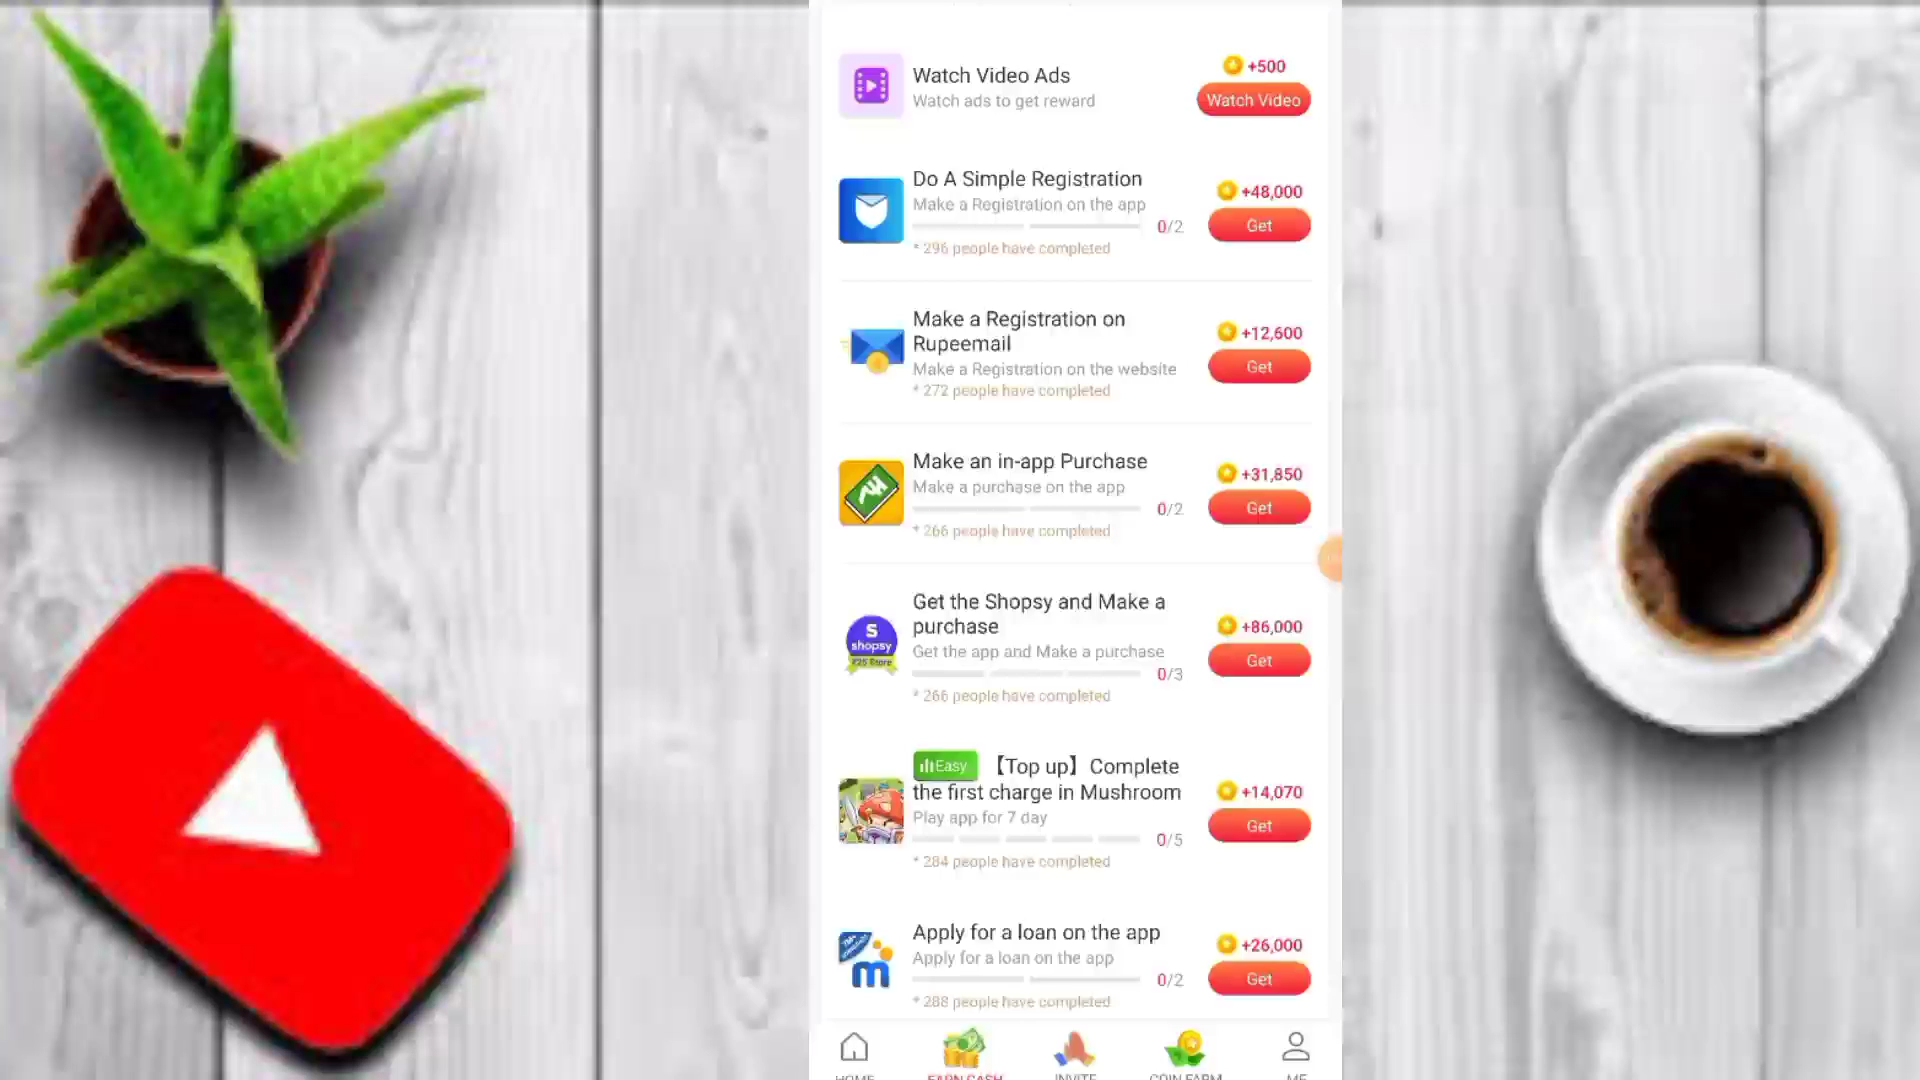 Watch Video Ads
Watch ads to get reward
+500
Watch Video
Do A Simple Registration
Make a Registration on the app
0/2
* 296 people have completed
+48,000
Get
Make a Registration on
Rupeemail
Make a Registration on the website
* 272 people have completed
+12,600
Get
Make an in-app Purchase
Make a purchase on the app
0/2
* 266 people have completed
+31,850
Get
S
shopsy
₹25 Store
Get the Shopsy and Make a
purchase
Get the app and Make a purchase
0/3
* 266 people have completed
+86,000
Get
Easy 【Top up】 Complete
the first charge in Mushroom
Play app for 7 day
0/5
* 284 people have completed
+14,070
Get
m
Apply for a loan on the app
Apply for a loan on the app
0/2
* 288 people have completed
+26,000
Get
HOME
EARN CASH
INVITE
COIN FARM
ME